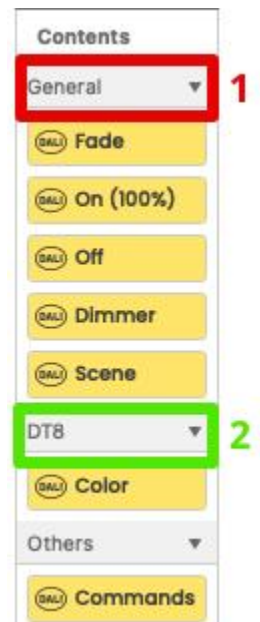 Contents
General ▼ 1
DALI Fade
DALI On (100%)
DALI Off
DALI Dimmer
DALI Scene
DT8 ▼ 2
DALI Color
Others ▼
DALI Commands